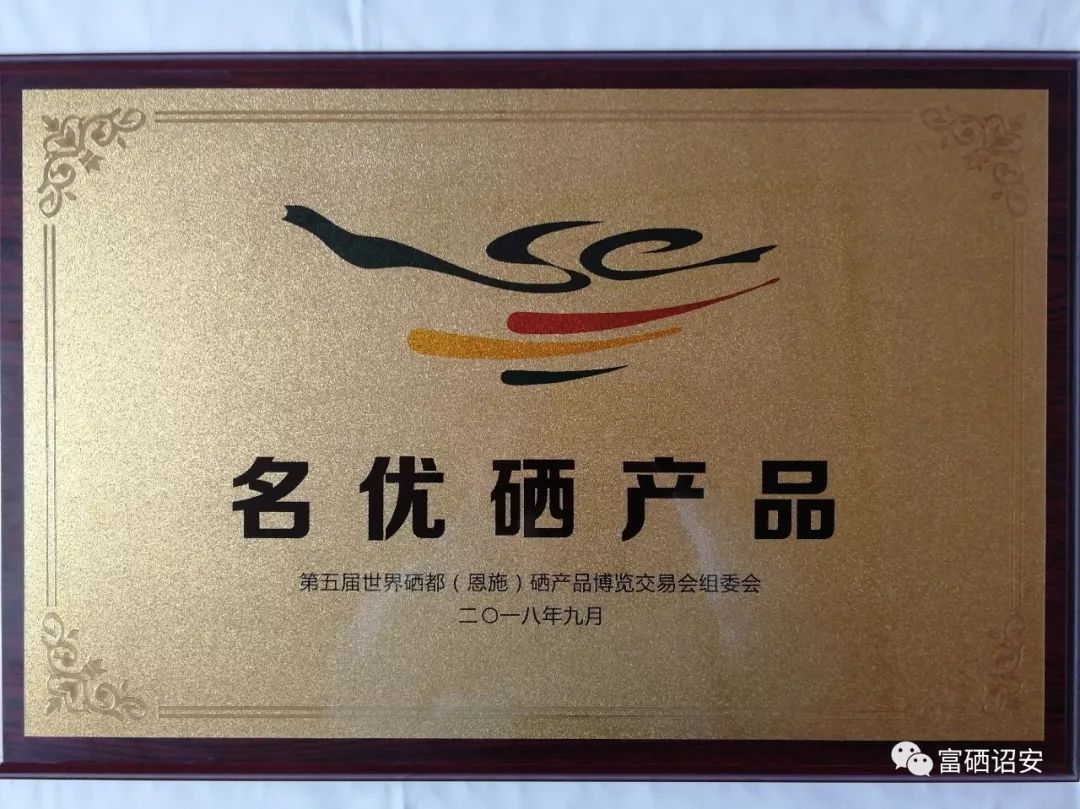 Se
名优硒产品
第五届世界硒都（恩施）硒产品博览交易会组委会
二〇一八年九月
富硒诏安